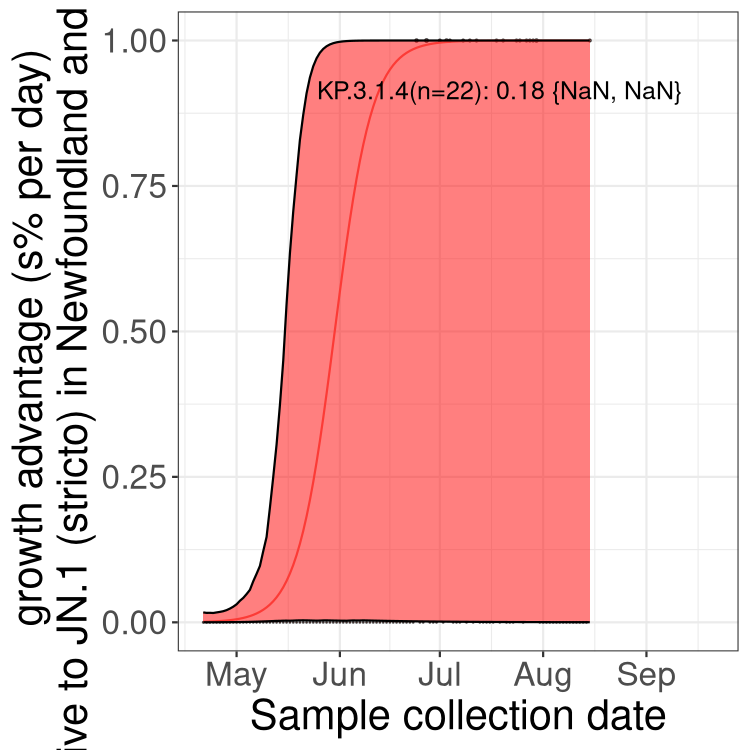 growth advantage (s% per day)
ive to JN.1 (stricto) in Newfoundland and
1.00
0.75
0.50
0.25
0.00
KP.3.1.4(n=22): 0.18 {NaN, NaN}
May Jun Jul Aug Sep
Sample collection date